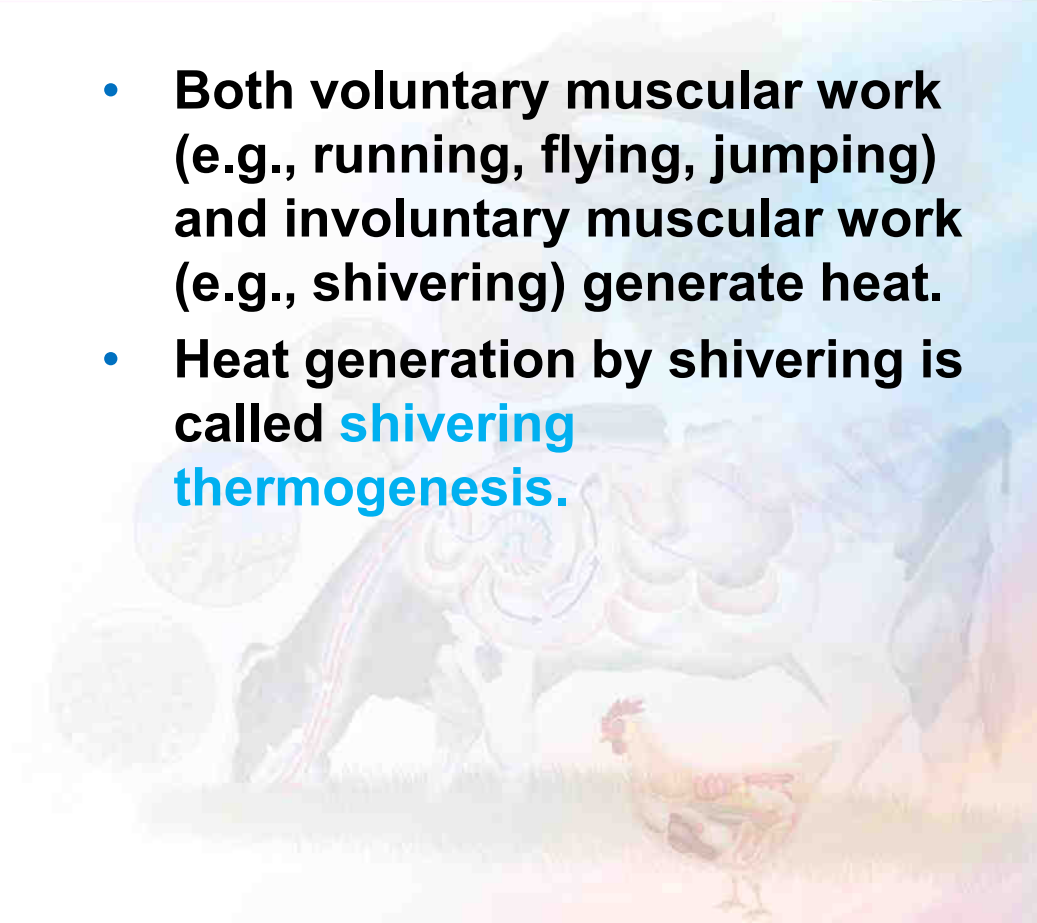 • Both voluntary muscular work
(e.g., running, flying, jumping)
and involuntary muscular work
(e.g., shivering) generate heat.
• Heat generation by shivering is
called shivering
thermogenesis.